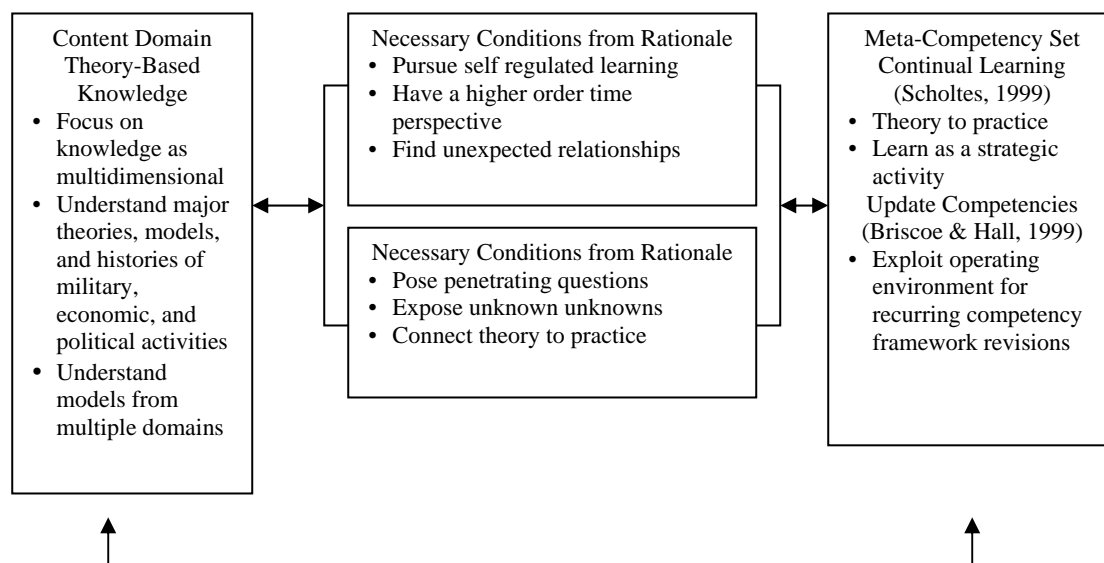 Content Domain
Theory-Based
Knowledge
• Focus on
knowledge as
multidimensional
• Understand major
theories, models,
and histories of
military,
economic, and
political activities
• Understand
models from
multiple domains
Necessary Conditions from Rationale
• Pursue self regulated learning
• Have a higher order time
perspective
• Find unexpected relationships
Necessary Conditions from Rationale
• Pose penetrating questions
• Expose unknown unknowns
• Connect theory to practice
Meta-Competency Set
Continual Learning
(Scholtes, 1999)
• Theory to practice
• Learn as a strategic
activity
Update Competencies
(Briscoe & Hall, 1999)
• Exploit operating
environment for
recurring competency
framework revisions